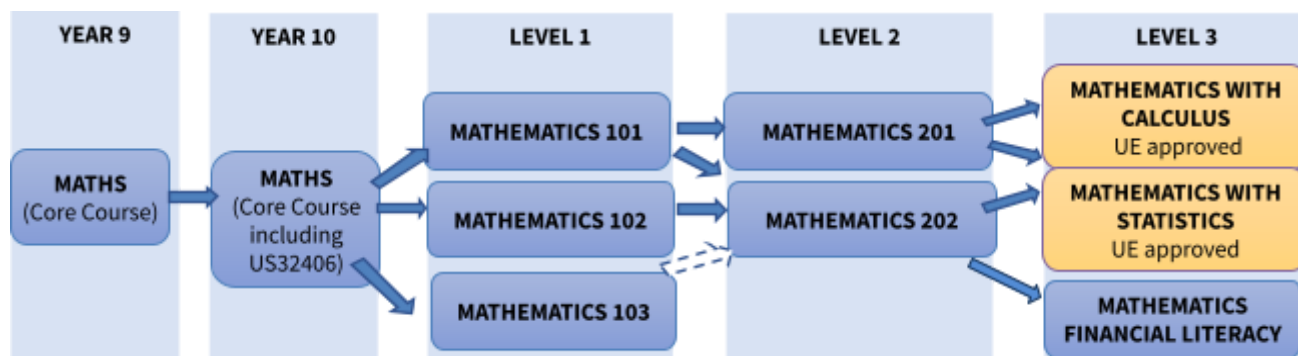 YEAR 9
YEAR 10
LEVEL 1
LEVEL 2
LEVEL 3
MATHS
(Core Course)
MATHS
(Core Course
including
US32406)
MATHEMATICS 101
MATHEMATICS 102
MATHEMATICS 103
MATHEMATICS 201
MATHEMATICS 202
MATHEMATICS WITH
CALCULUS
UE approved
MATHEMATICS WITH
STATISTICS
UE approved
MATHEMATICS
FINANCIAL LITERACY